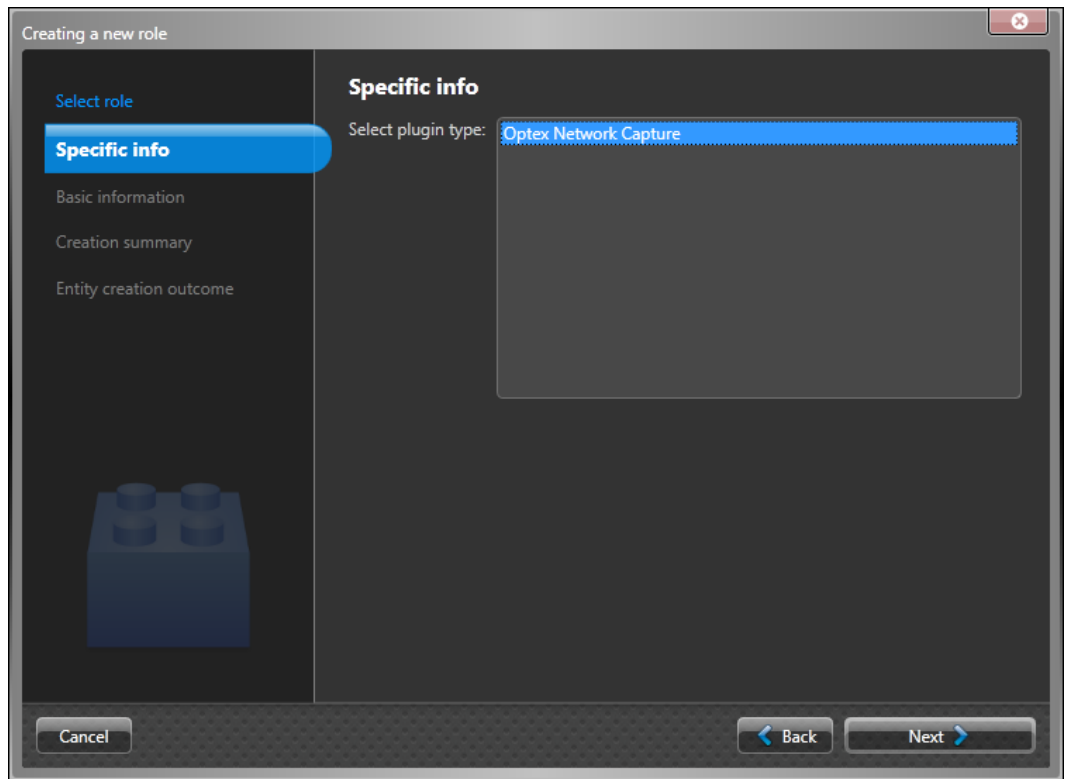 Creating a new role
Select role
Specific info
Basic information
Creation summary
Entity creation outcome
Specific info
Select plugin type:
Optex Network Capture
Cancel
Back
Next